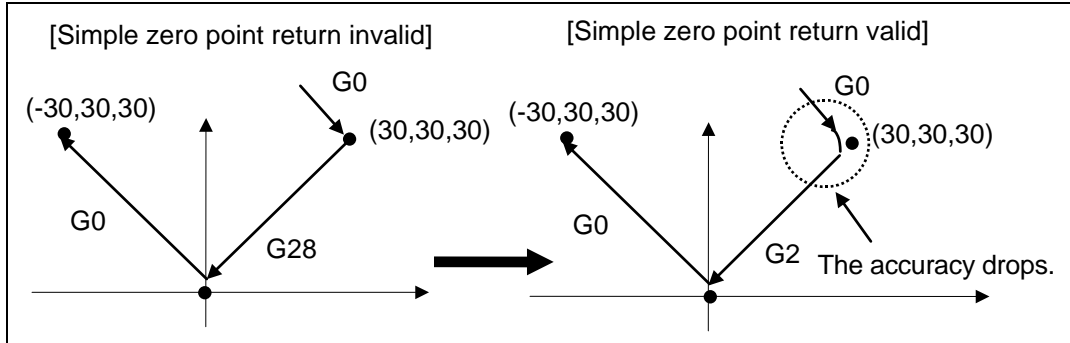 [Simple zero point return invalid]
G0
(-30,30,30)
(30,30,30)
G0
G28
[Simple zero point return valid]
G0
(-30,30,30)
(30,30,30)
G0
G2
The accuracy drops.